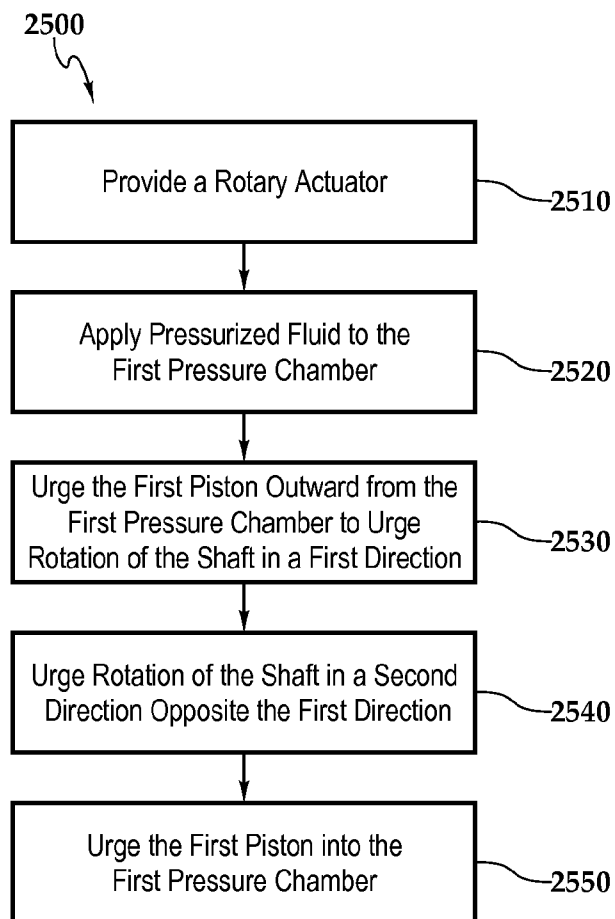 2500
Provide a Rotary Actuator
2510
Apply Pressurized Fluid to the
First Pressure Chamber
2520
Urge the First Piston Outward from the
First Pressure Chamber to Urge
Rotation of the Shaft in a First Direction
2530
Urge Rotation of the Shaft in a Second
Direction Opposite the First Direction
2540
Urge the First Piston into the
First Pressure Chamber
2550